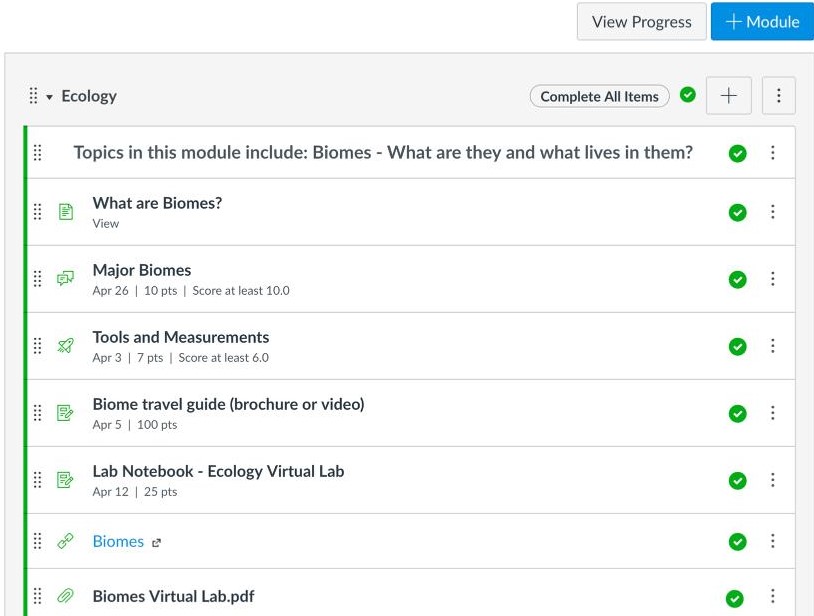 View Progress
+ Module
Ecology
Complete All Items
Topics in this module include: Biomes - What are they and what lives in them?
What are Biomes?
View
Major Biomes
Apr 26 | 10 pts | Score at least 10.0
Tools and Measurements
Apr 3 | 7 pts | Score at least 6.0
Biome travel guide (brochure or video)
Apr 5 | 100 pts
Lab Notebook - Ecology Virtual Lab
Apr 12 | 25 pts
Biomes
Biomes Virtual Lab.pdf